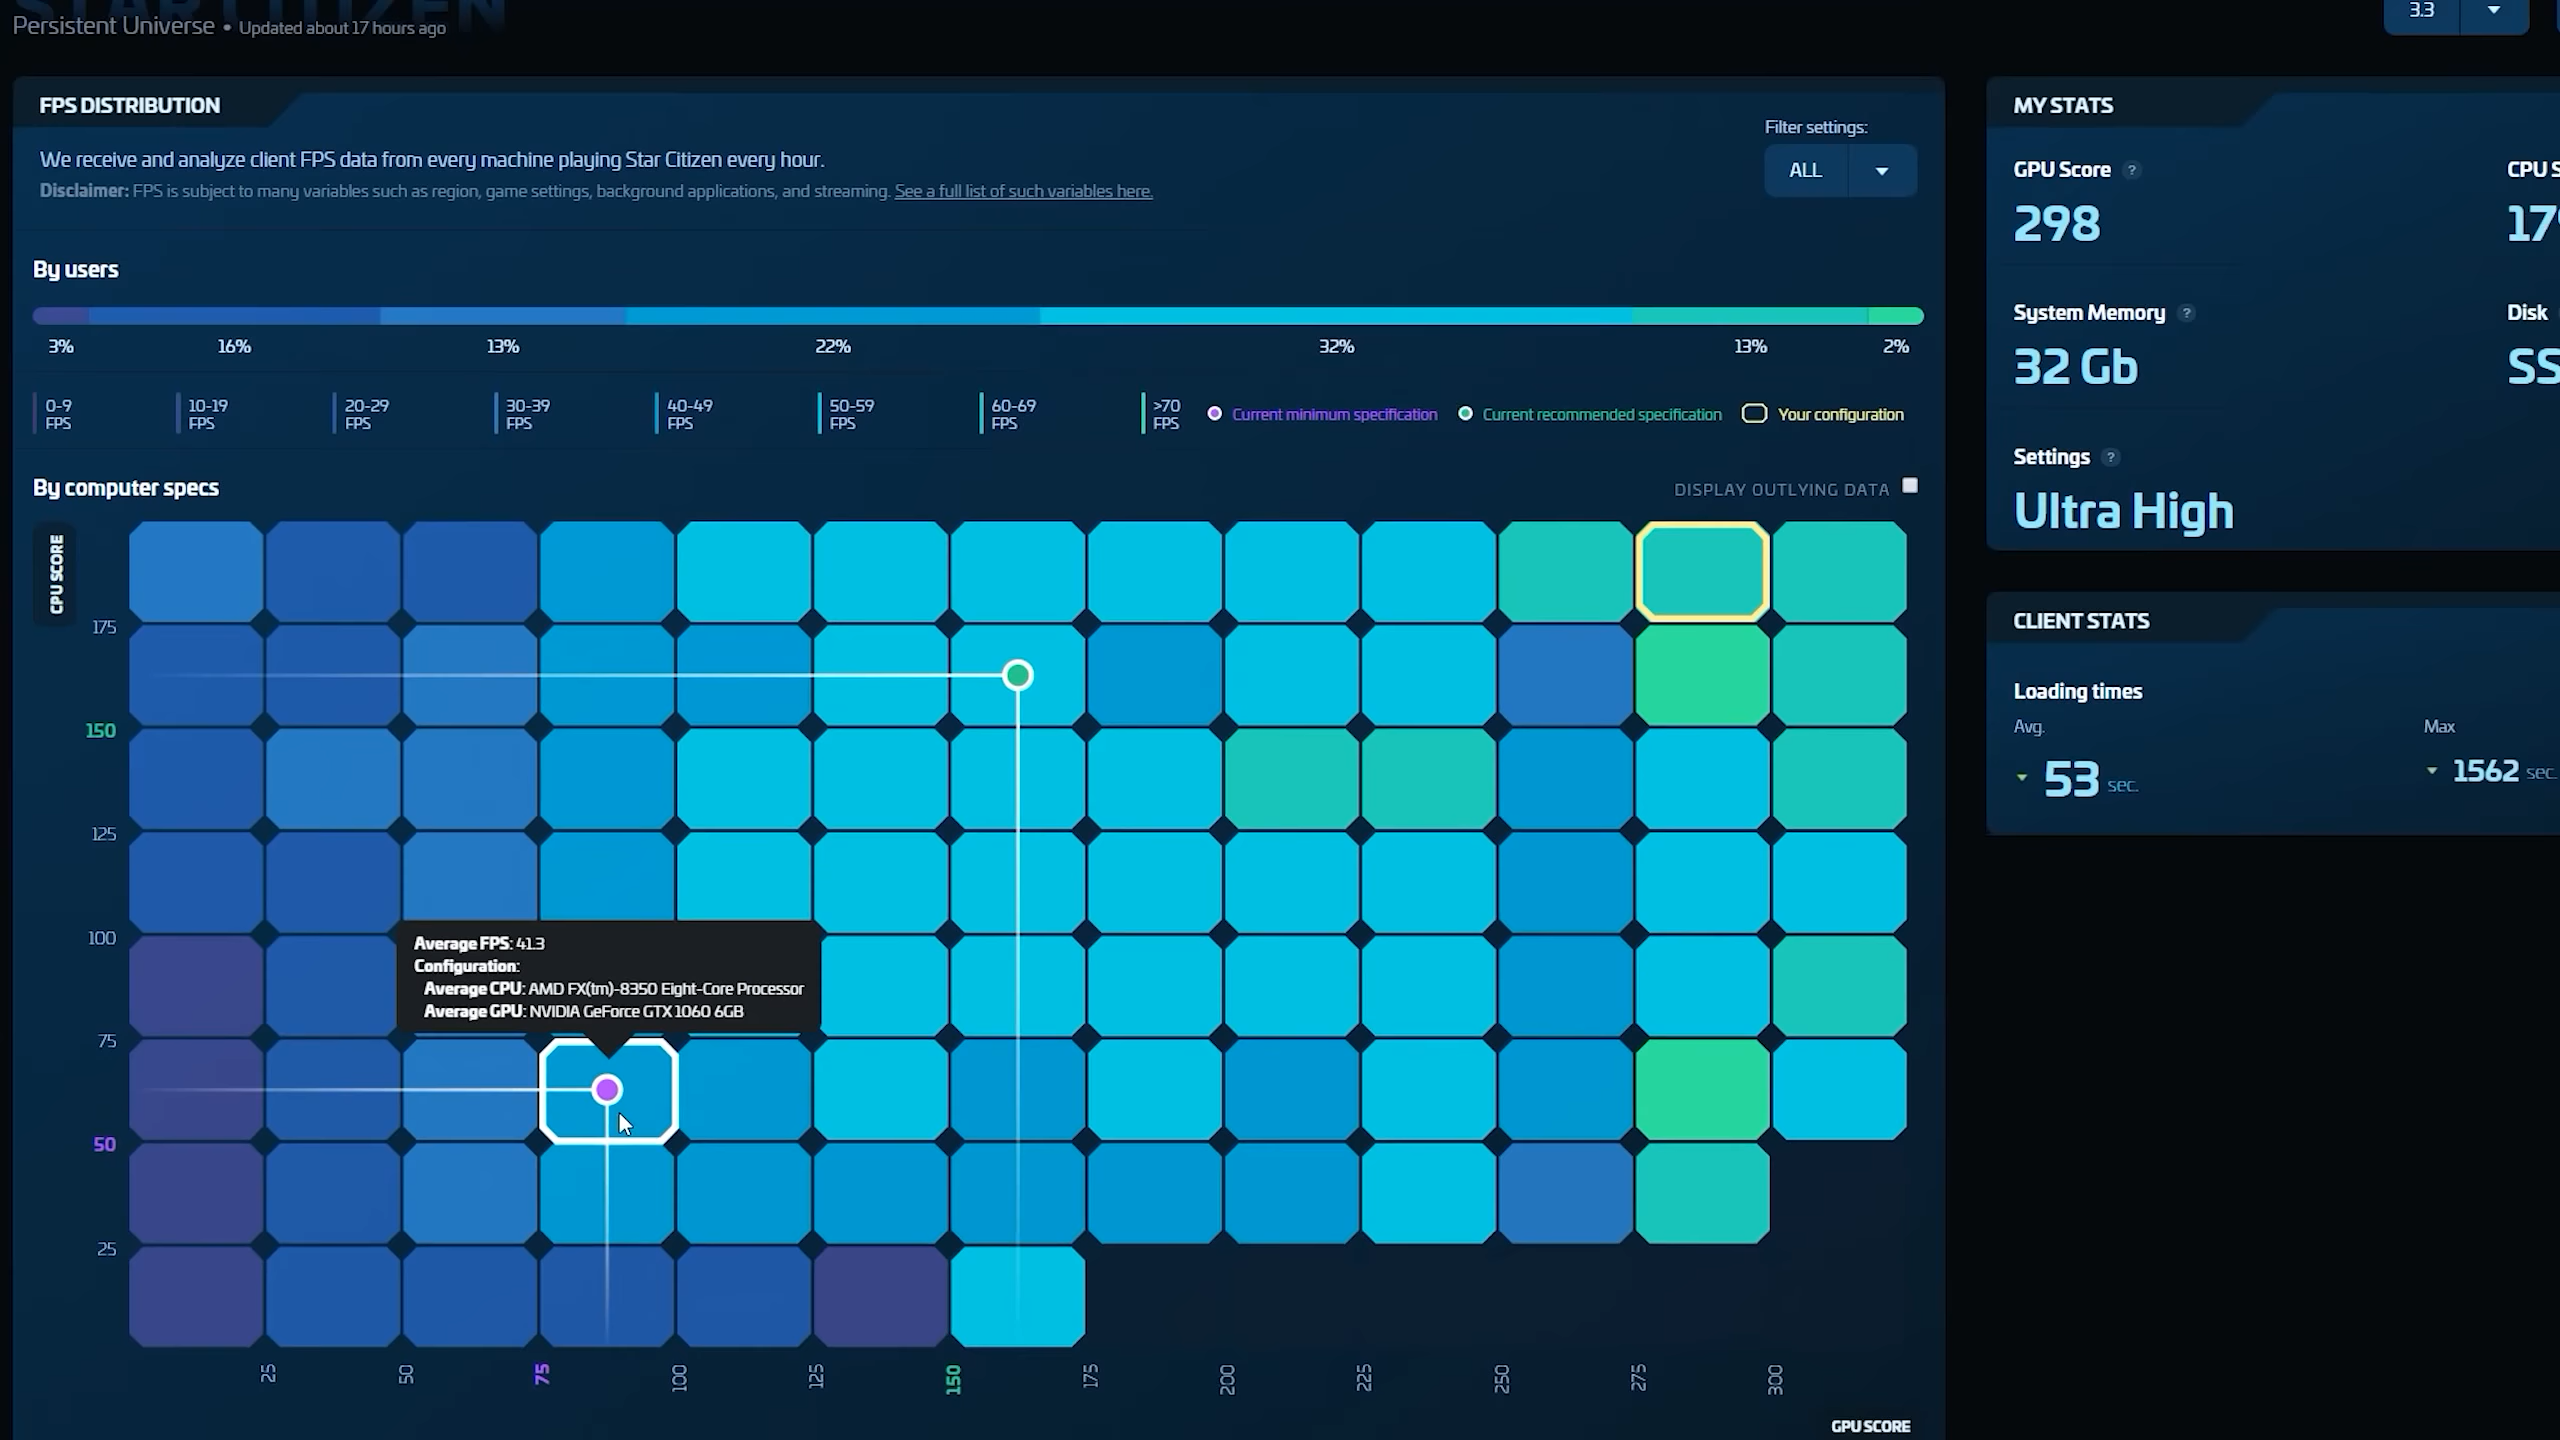 STAR CITIZEN
Persistent Universe • Updated about 17 hours ago
3.3
FPS DISTRIBUTION
We receive and analyze client FPS data from every machine playing Star Citizen every hour.
Disclaimer: FPS is subject to many variables such as region, game settings, background applications, and streaming. See a full list of such variables here.
Filter settings:
ALL
By users
3% 16% 13% 22% 32% 13% 2%
0-9 FPS
10-19 FPS
20-29 FPS
30-39 FPS
40-49 FPS
50-59 FPS
60-69 FPS
>70 FPS
Current minimum specification
Current recommended specification
Your configuration
By computer specs
DISPLAY OUTLYING DATA
CPU SCORE
175
150
125
100
75
50
25
Average FPS: 41.3
Configuration:
Average CPU: AMD FX(tm)-8350 Eight-Core Processor
Average GPU: NVIDIA GeForce GTX 1060 6GB
25 50 75 100 125 150 175 200 225 250 275 300
GPU SCORE
MY STATS
GPU Score ?
298
CPU S
17
System Memory ?
32 Gb
Disk
SS
Settings ?
Ultra High
CLIENT STATS
Loading times
Avg.
53 sec.
Max
1562 sec.